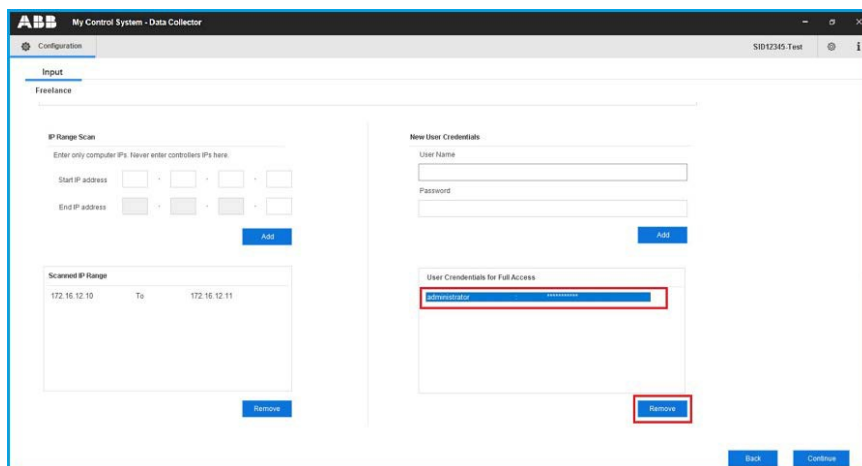 ABB My Control System - Data Collector
Configuration
SID12345-Test
i
Input
Freelance
IP Range Scan
Enter only computer IPs. Never enter controllers IPs here.
Start IP address
End IP address
Add
Scanned IP Range
172.16.12.10 To 172.16.12.11
Remove
New User Credentials
User Name
Password
Add
User Crendentials for Full Access
administrator : ***********
Remove
Back Continue